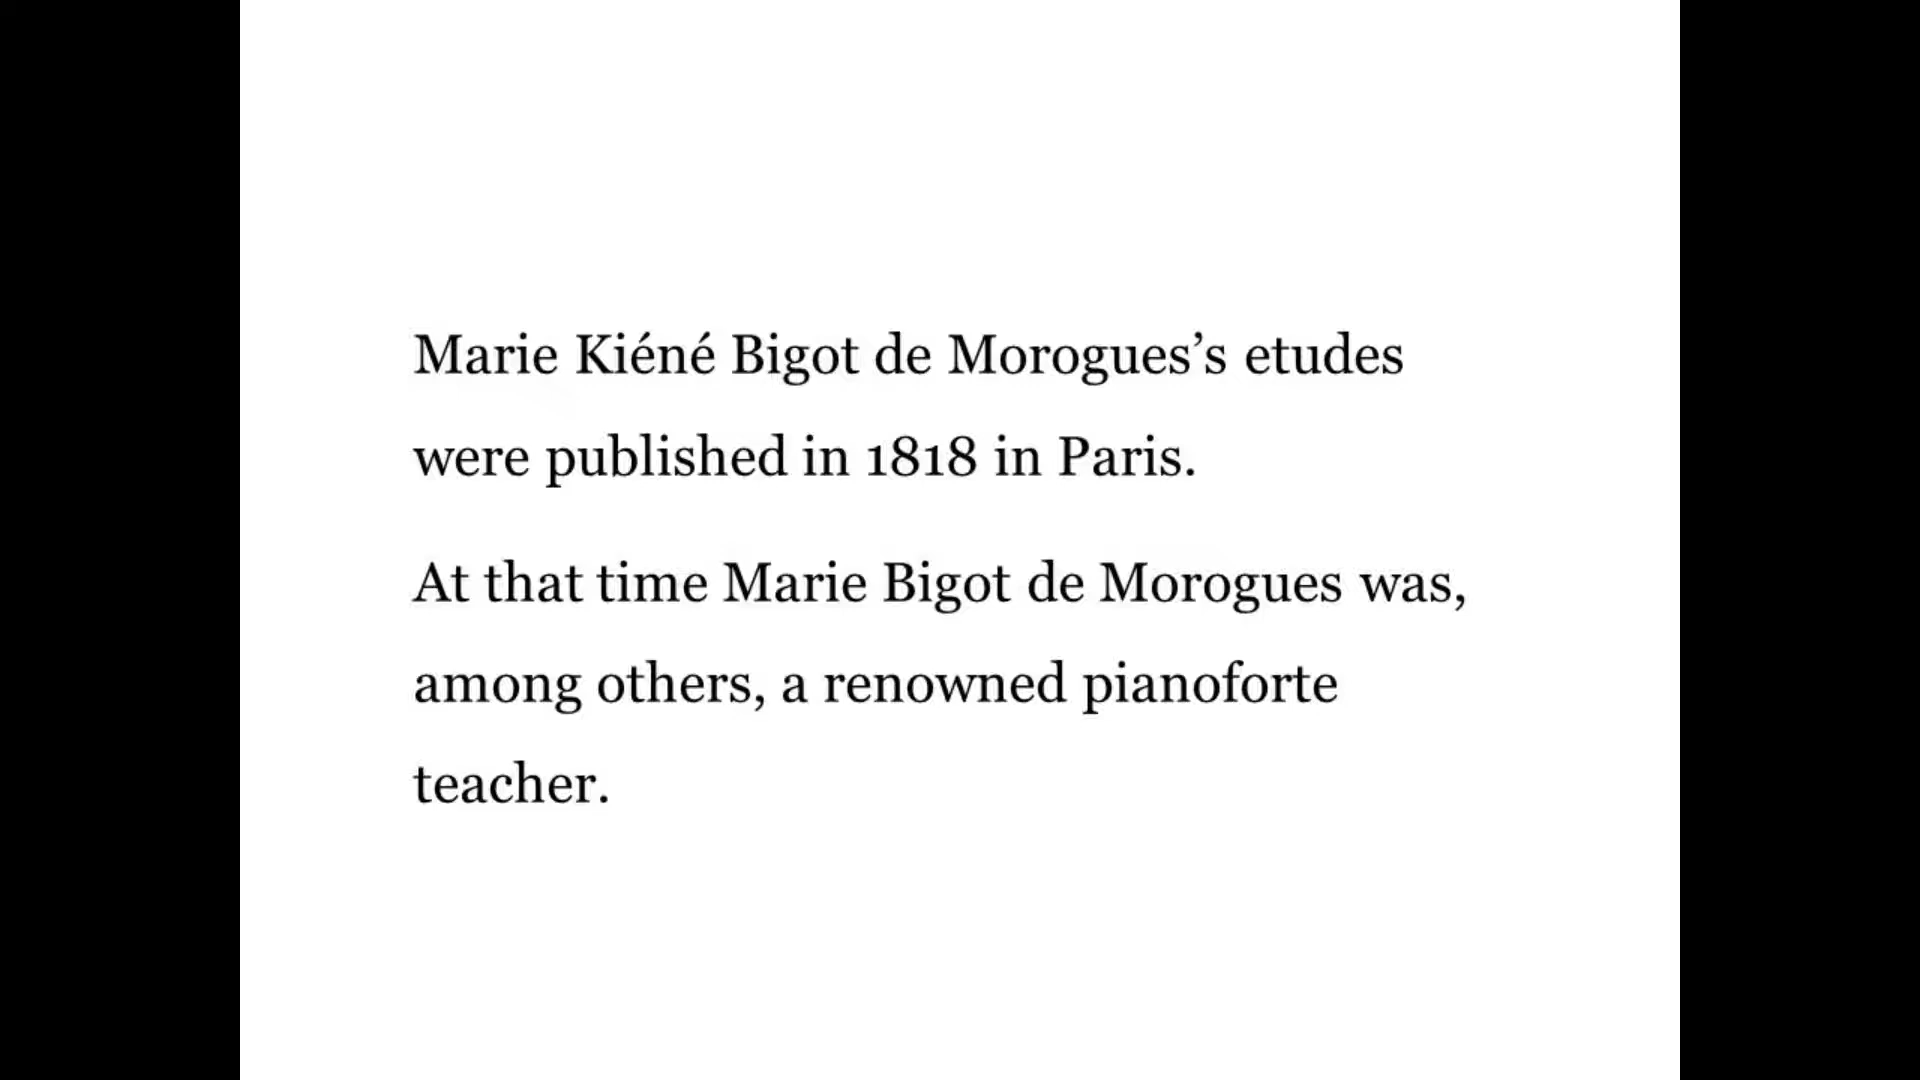 Marie Kiéné Bigot de Morogues’s etudes
were published in 1818 in Paris.
At that time Marie Bigot de Morogues was,
among others, a renowned pianoforte
teacher.